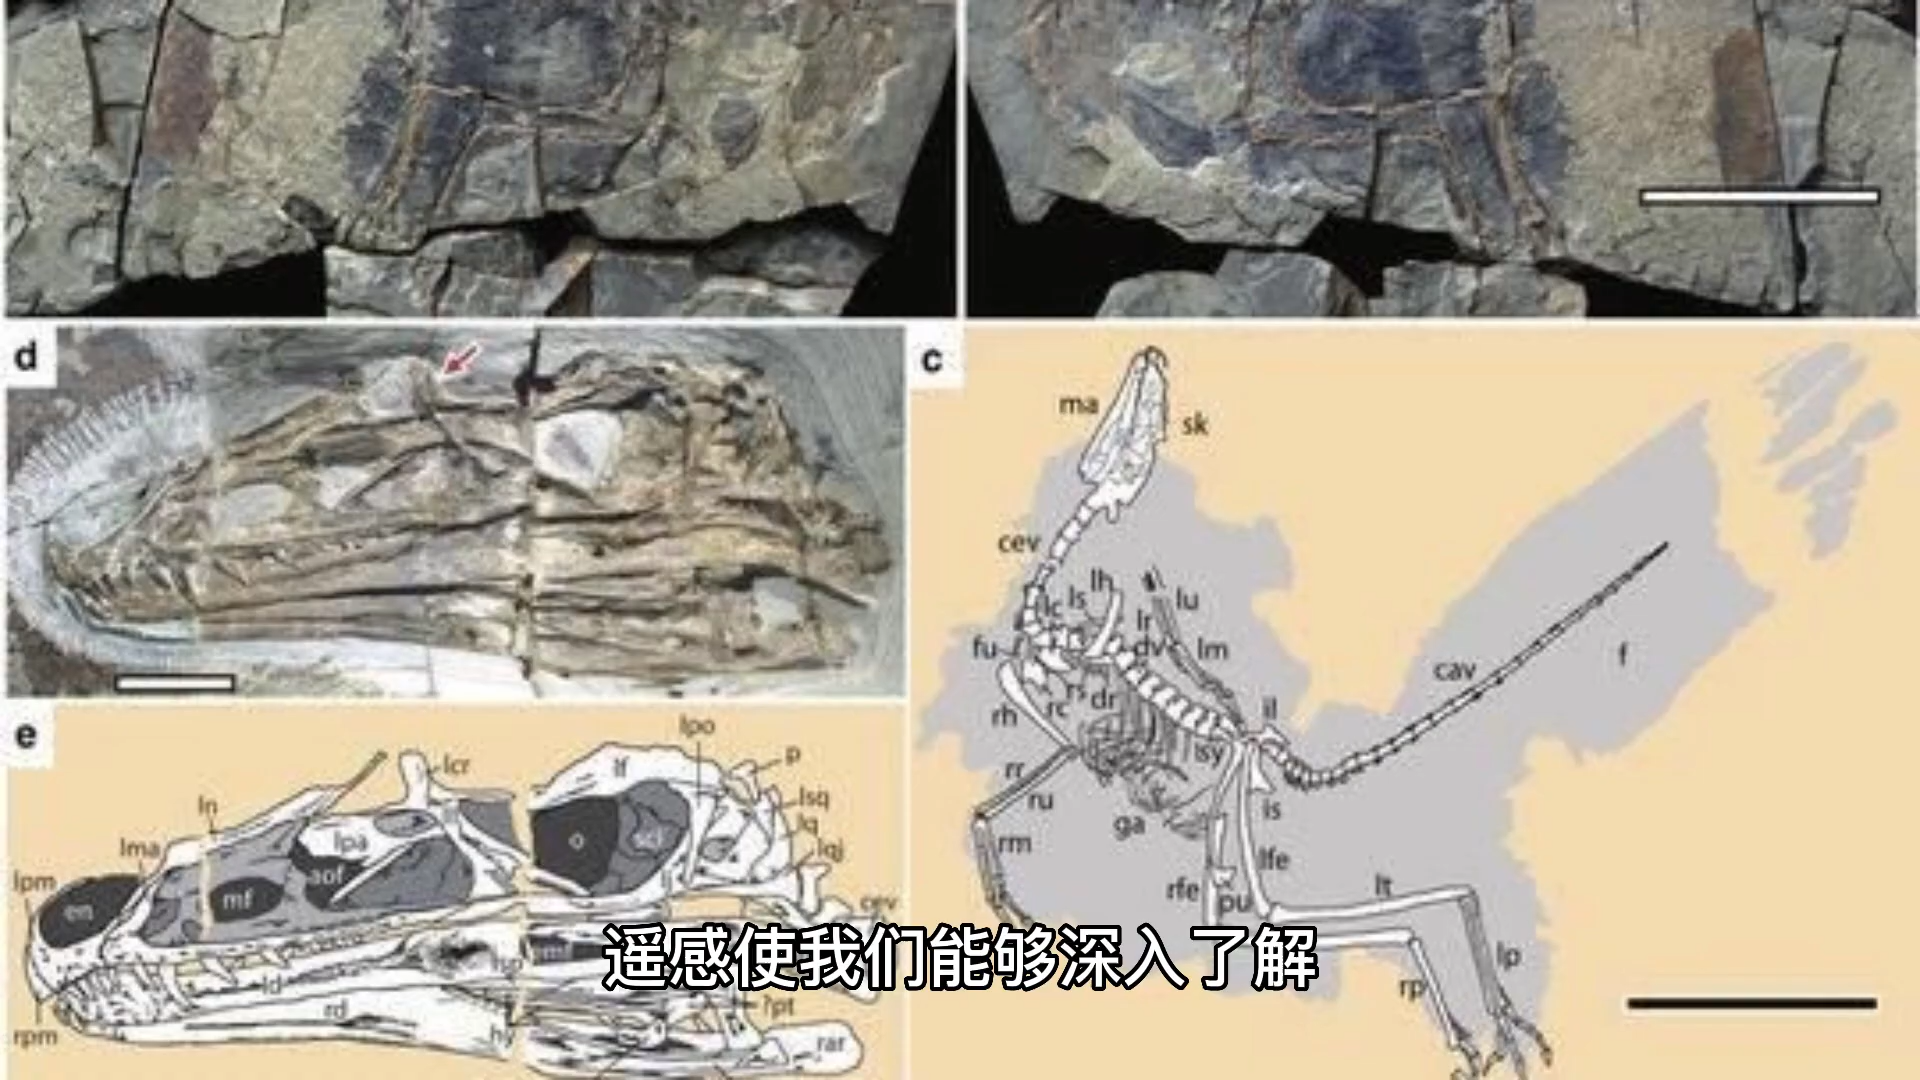 d
c
ma
sk
cev
lh
ls
lc
lu
lr
fu
dv
lm
rs
dr
rc
rh
cav
f
il
lsy
rr
ru
ga
is
rm
lfe
rfe
pu
lt
lp
rp
e
lpo
p
lf
lcr
ln
lsq
lq
lqj
lma
lpa
o
scl
lpm
aof
mf
en
cev
ld
rd
?pt
rpm
rar
遥感使我们能够深入了解